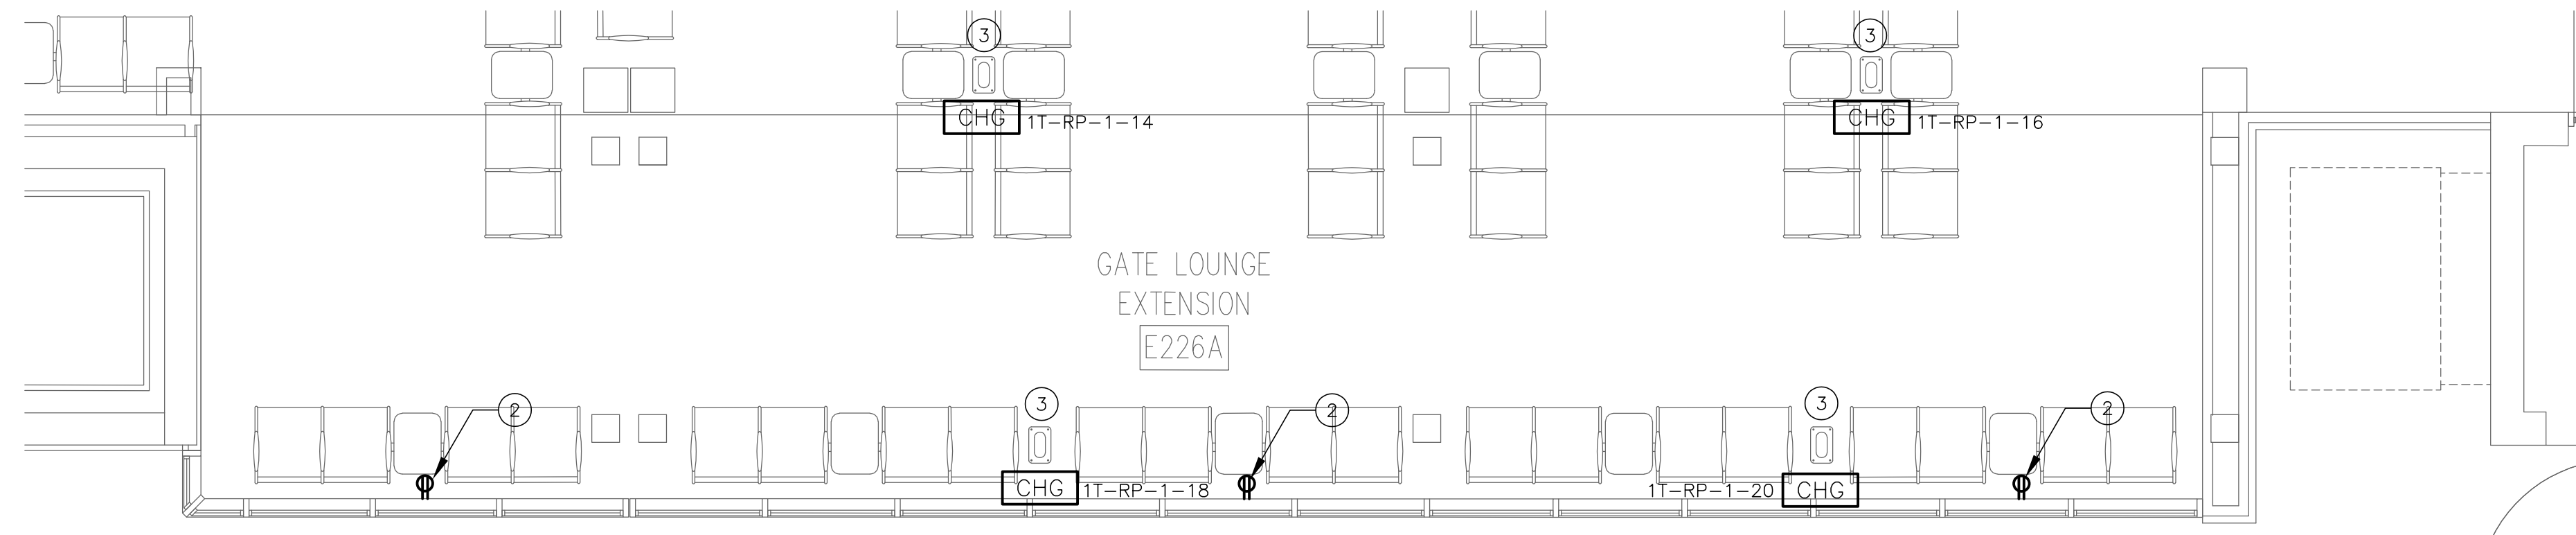 3
3
CHG 1T-RP-1-14
CHG 1T-RP-1-16
GATE LOUNGE
EXTENSION
E226A
2
3
2
3
2
CHG 1T-RP-1-18
1T-RP-1-20 CHG